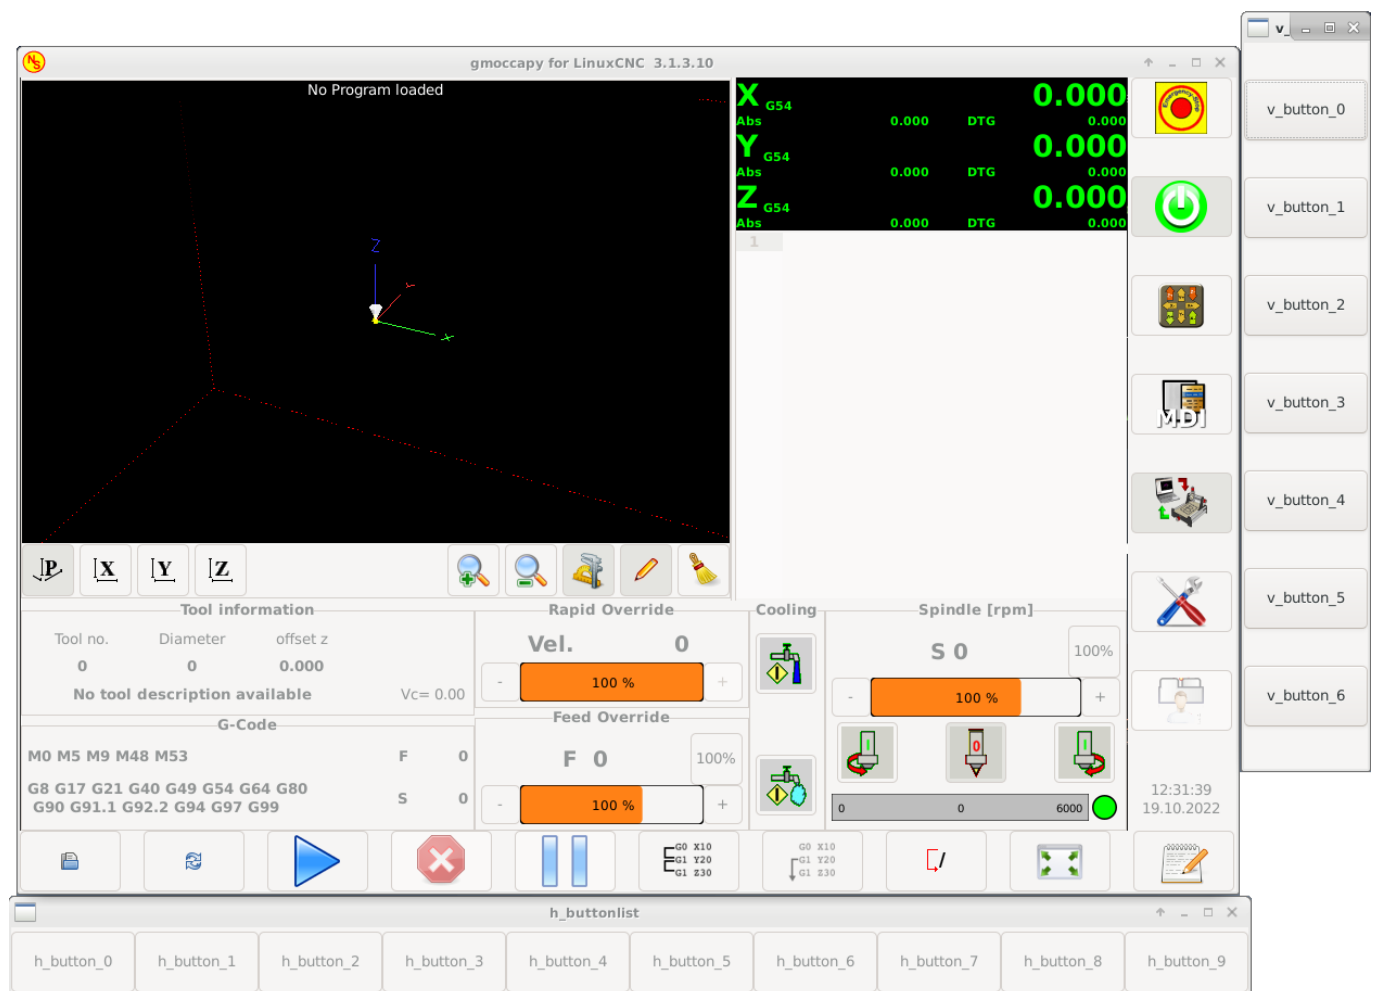 v_
gmoccapy for LinuxCNC 3.1.3.10
No Program loaded
X G54 0.000
Abs 0.000 DTG 0.000
Y G54 0.000
Abs 0.000 DTG 0.000
Z G54 0.000
Abs 0.000 DTG 0.000
1
Z
Y
X
Emergency-Stop
MDI
v_button_0
v_button_1
v_button_2
v_button_3
v_button_4
v_button_5
v_button_6
P X Y Z
Tool information
Tool no. Diameter offset z
0 0 0.000
No tool description available Vc= 0.00
G-Code
M0 M5 M9 M48 M53 F 0
G8 G17 G21 G40 G49 G54 G64 G80
G90 G91.1 G92.2 G94 G97 G99
S 0
Rapid Override
Vel. 0
- 100 % +
Feed Override
F 0 100%
- 100 % +
Cooling
Spindle [rpm]
S 0 100%
- 100 % +
I 0 I
0 0 6000
12:31:39
19.10.2022
G0 X10
G1 Y20
G1 Z30
G0 X10
G1 Y20
G1 Z30
h_buttonlist
h_button_0 h_button_1 h_button_2 h_button_3 h_button_4 h_button_5 h_button_6 h_button_7 h_button_8 h_button_9